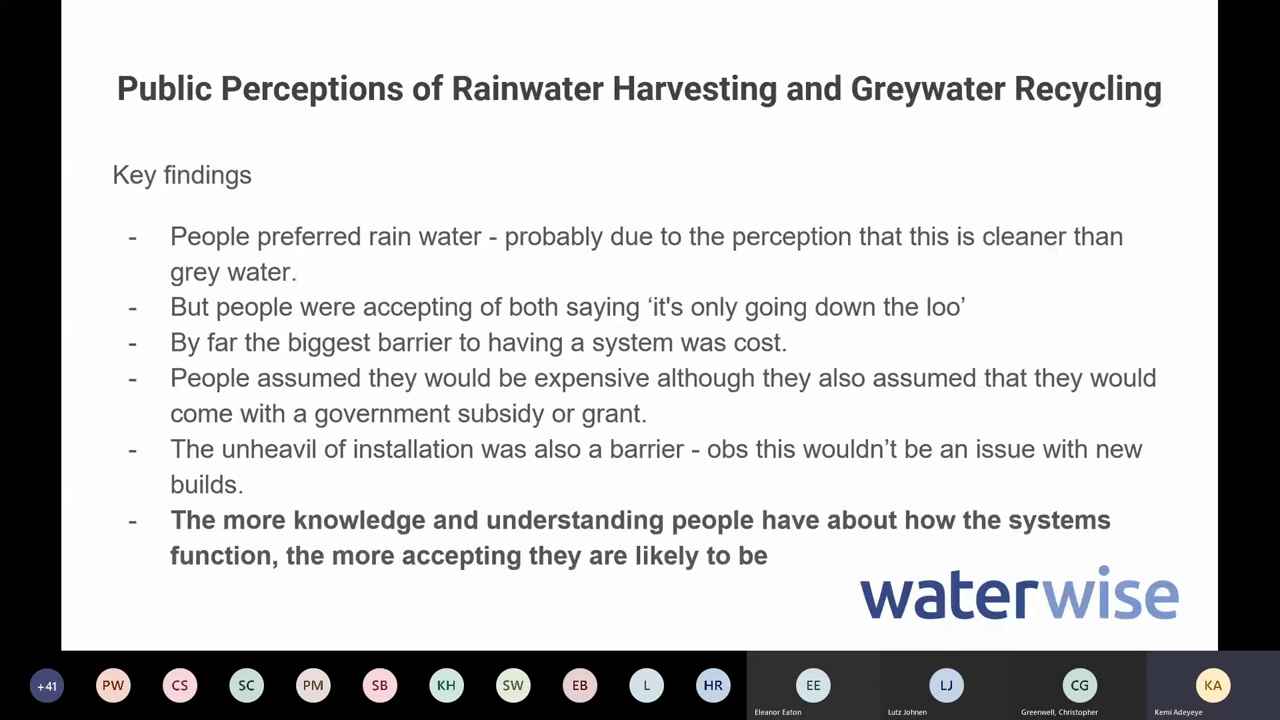 Public Perceptions of Rainwater Harvesting and Greywater Recycling
Key findings
- People preferred rain water - probably due to the perception that this is cleaner than
grey water.
- But people were accepting of both saying ‘it's only going down the loo’
- By far the biggest barrier to having a system was cost.
- People assumed they would be expensive although they also assumed that they would
come with a government subsidy or grant.
- The unheavil of installation was also a barrier - obs this wouldn’t be an issue with new
builds.
- The more knowledge and understanding people have about how the systems
function, the more accepting they are likely to be
waterwise
+41 PW CS SC PM SB KH SW EB L HR EE LJ CG KA
Eleanor Eaton Lutz Johnen Greenwell, Christopher Kemi Adeyeye